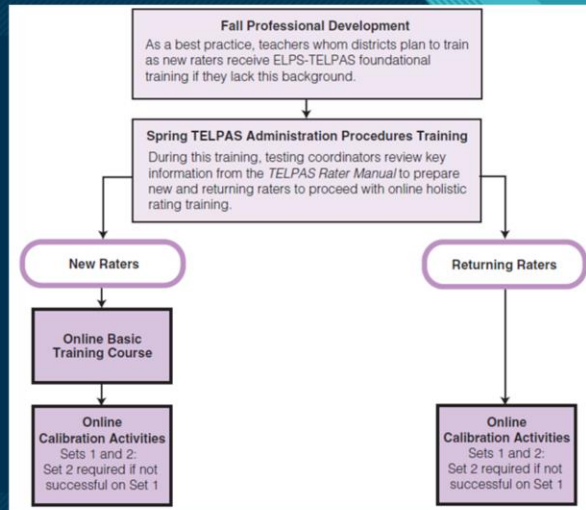 Fall Professional Development
As a best practice, teachers whom districts plan to train
as new raters receive ELPS-TELPAS foundational
training if they lack this background.
Spring TELPAS Administration Procedures Training
During this training, testing coordinators review key
information from the TELPAS Rater Manual to prepare
new and returning raters to proceed with online holistic
rating training.
New Raters
Returning Raters
Online Basic
Training Course
Online
Calibration Activities
Sets 1 and 2:
Set 2 required if not
successful on Set 1
Online
Calibration Activities
Sets 1 and 2:
Set 2 required if not
successful on Set 1